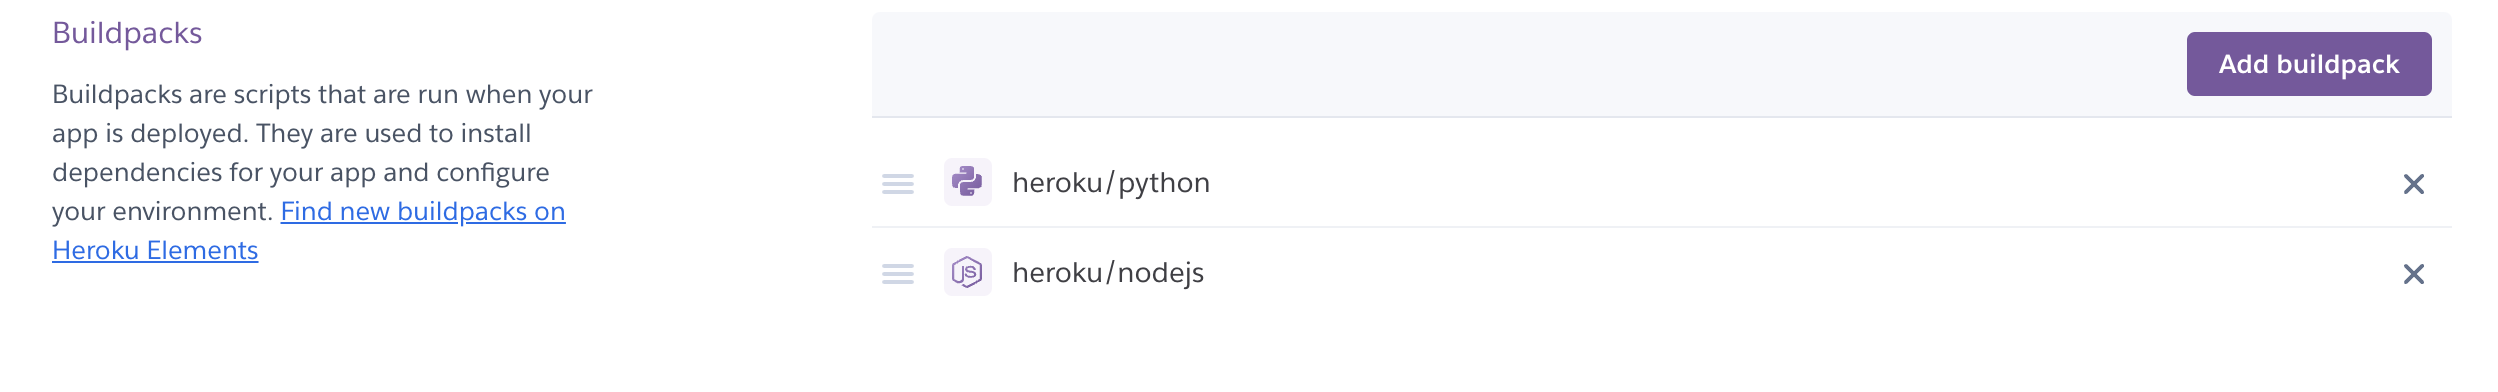 Buildpacks
Buildpacks are scripts that are run when your
app is deployed. They are used to install
dependencies for your app and configure
your environment. Find new buildpacks on
Heroku Elements
Add buildpack
heroku/python
JS
heroku/nodejs